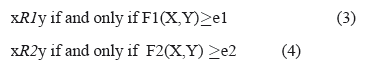 xR1y if and only if F1(X,Y)≥e1 (3)
xR2y if and only if F2(X,Y) ≥e2 (4)